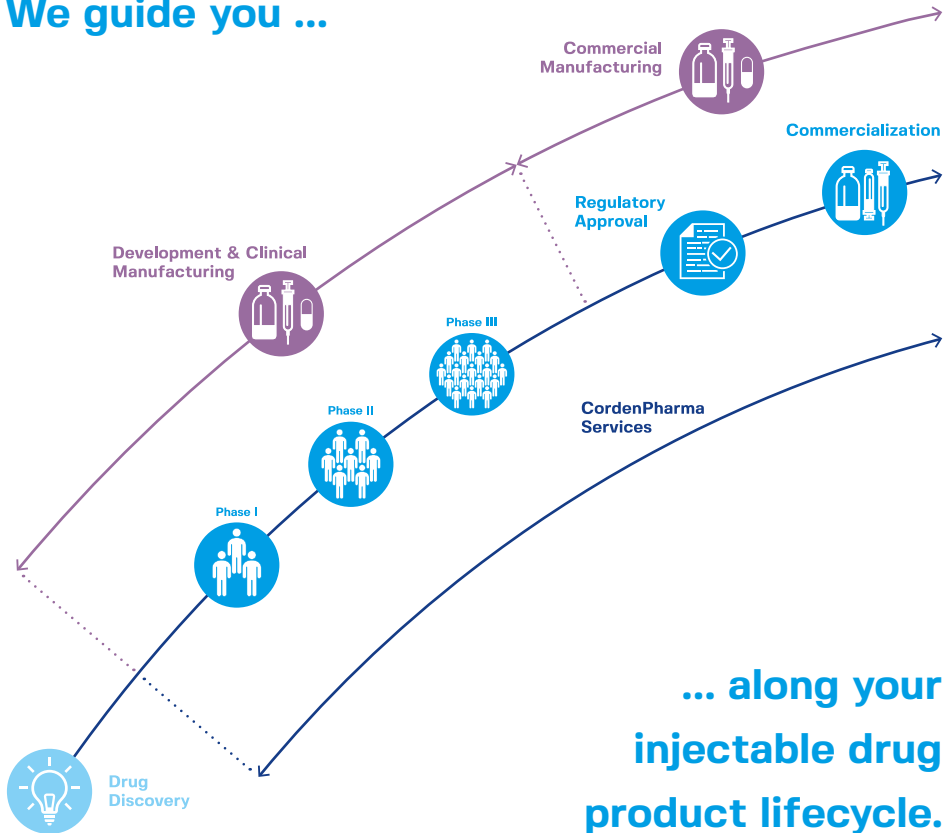 We guide you ...
Commercial
Manufacturing
Commercialization
Regulatory
Approval
Development & Clinical
Manufacturing
Phase III
Phase II
CordenPharma
Services
Phase I
Drug
Discovery
... along your
injectable drug
product lifecycle.